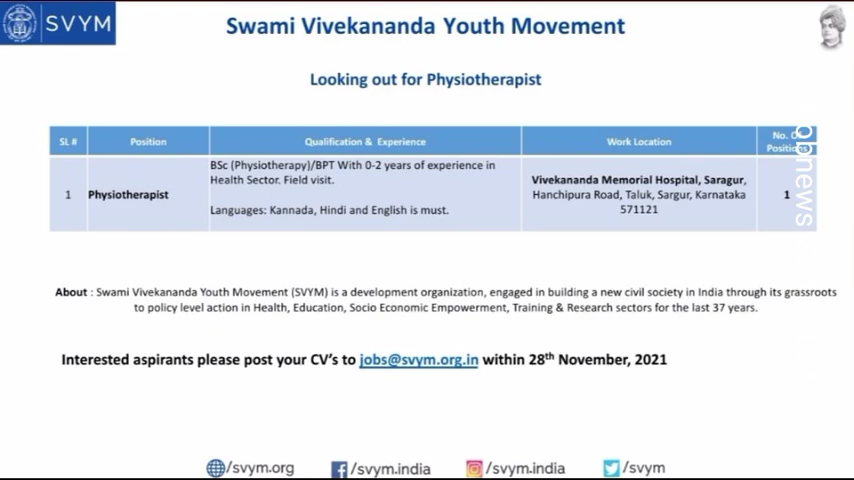 SVYM
Swami Vivekananda Youth Movement
Looking out for Physiotherapist
SL # Position Qualification & Experience Work Location No. Of Positions
1 Physiotherapist
BSc (Physiotherapy)/BPT With 0-2 years of experience in
Health Sector. Field visit.
Languages: Kannada, Hindi and English is must.
Vivekananda Memorial Hospital, Saragur,
Hanchipura Road, Taluk, Sargur, Karnataka
571121
1
About : Swami Vivekananda Youth Movement (SVYM) is a development organization, engaged in building a new civil society in India through its grassroots
to policy level action in Health, Education, Socio Economic Empowerment, Training & Research sectors for the last 37 years.
Interested aspirants please post your CV's to jobs@svym.org.in within 28th November, 2021
/svym.org /svym.india /svym.india /svym